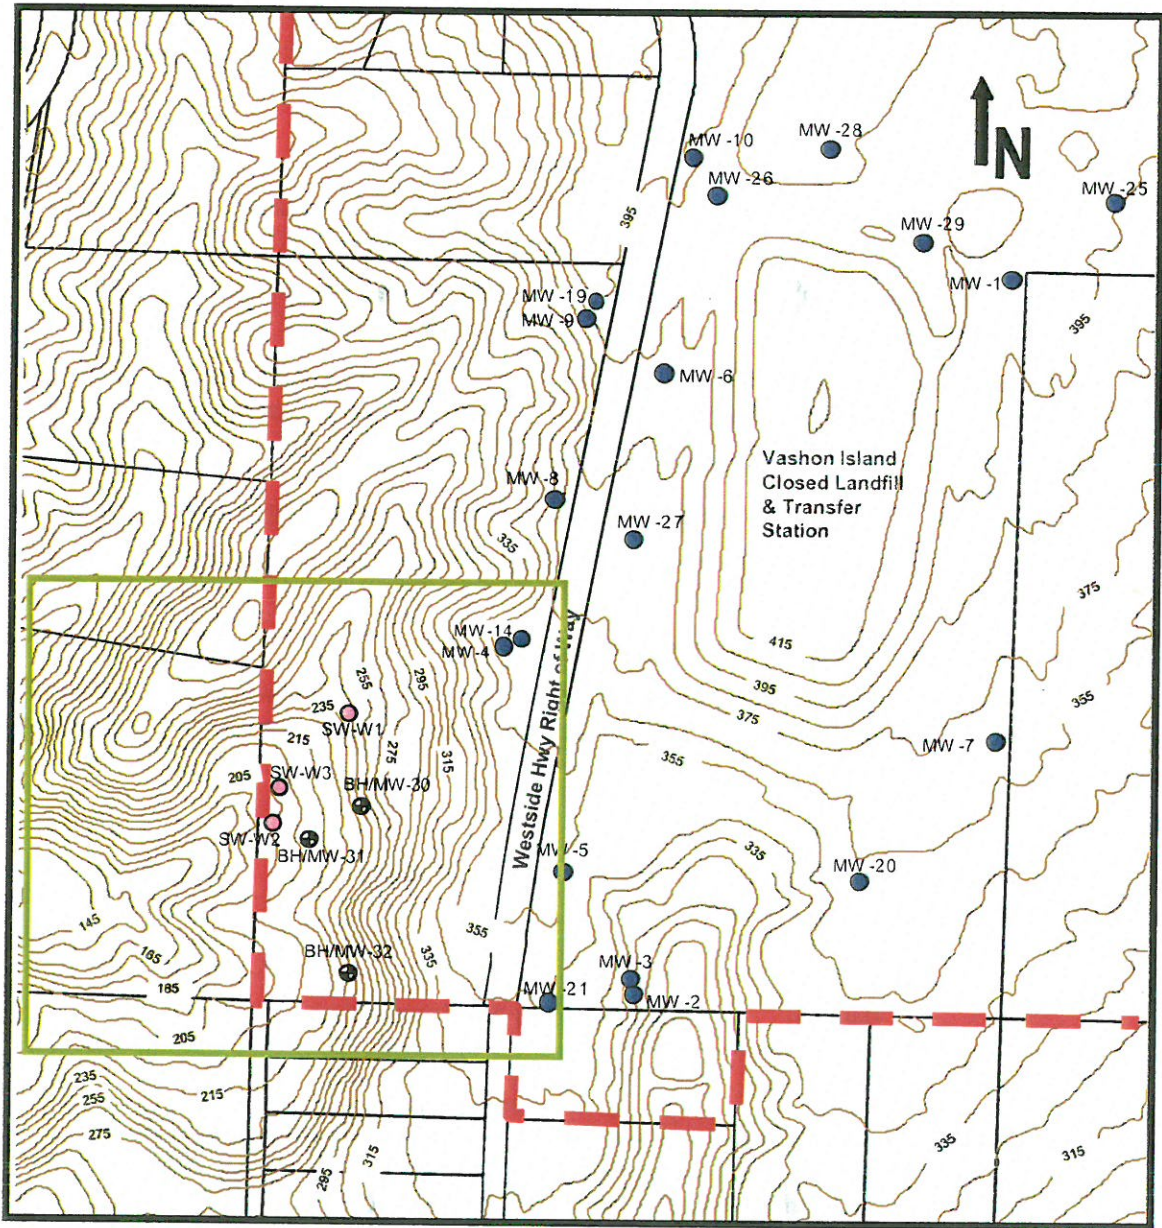 MW -10
MW -28
N
MW -26
MW -25
395
MW -29
MW -1
MW -19
MW -9
395
MW -6
Vashon Island
Closed Landfill
& Transfer
Station
MW -8
MW -27
335
375
MW -14
MW -4
Westside Hwy Right of Way
415
255
295
395
355
235
SW-W1
375
215
275
315
MW -7
355
205
SW-W3
BH/MW-30
SW-W2
BH/MW-31
MW -5
335
MW -20
145
165
185
355
BH/MW-32
335
MW -3
MW -21
MW -2
205
235
215
255
275
295
315
335
315